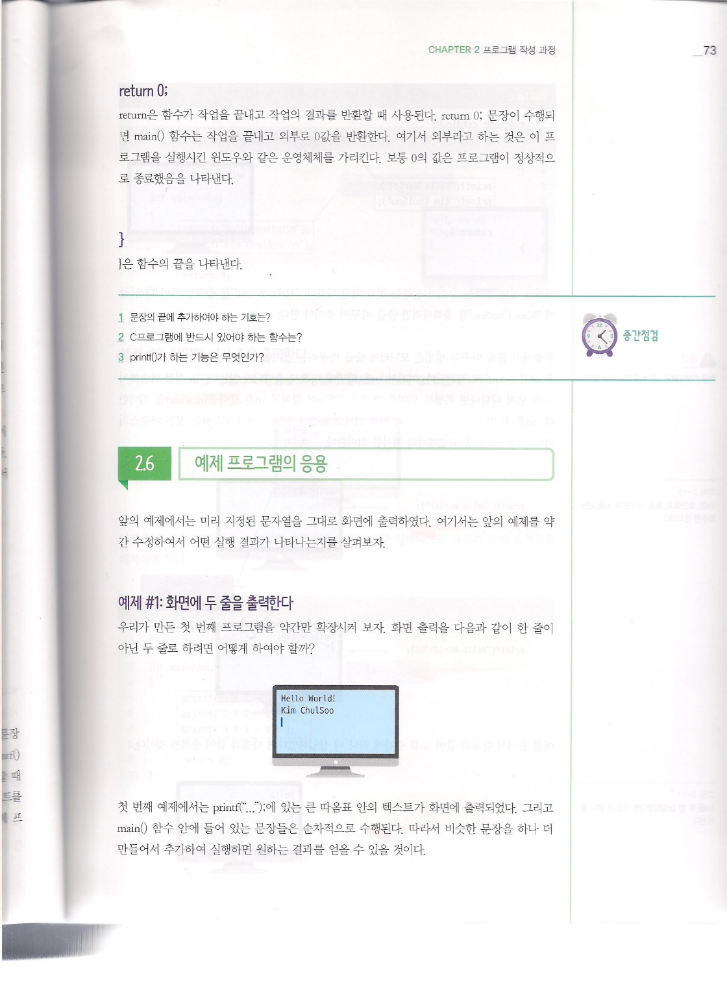 CHAPTER 2 프로그램 작성 과정
__73
return 0;
return은 함수가 작업을 끝내고 작업의 결과를 반환할 때 사용된다. return 0; 문장이 수행되
면 main() 함수는 작업을 끝내고 외부로 0값을 반환한다. 여기서 외부라고 하는 것은 이 프
로그램을 실행시킨 윈도우와 같은 운영체체를 가리킨다. 보통 0의 값은 프로그램이 정상적으
로 종료했음을 나타낸다.
}
}은 함수의 끝을 나타낸다.
1 문장의 끝에 추가하여야 하는 기호는?
2 C프로그램에 반드시 있어야 하는 함수는?
3 printf()가 하는 기능은 무엇인가?
중간점검
2.6
예제 프로그램의 응용
앞의 예제에서는 미리 지정된 문자열을 그대로 화면에 출력하였다. 여기서는 앞의 예제를 약
간 수정하여서 어떤 실행 결과가 나타나는지를 살펴보자.
예제 #1: 화면에 두 줄을 출력한다
우리가 만든 첫 번째 프로그램을 약간만 확장시켜 보자. 화면 출력을 다음과 같이 한 줄이
아닌 두 줄로 하려면 어떻게 하여야 할까?
Hello World!
Kim ChulSoo
첫 번째 예제에서는 printf("...");에 있는 큰 따옴표 안의 텍스트가 화면에 출력되었다. 그리고
main() 함수 안에 들어 있는 문장들은 순차적으로 수행된다. 따라서 비슷한 문장을 하나 더
만들어서 추가하여 실행하면 원하는 결과를 얻을 수 있을 것이다.
문장
할 때
트를
프